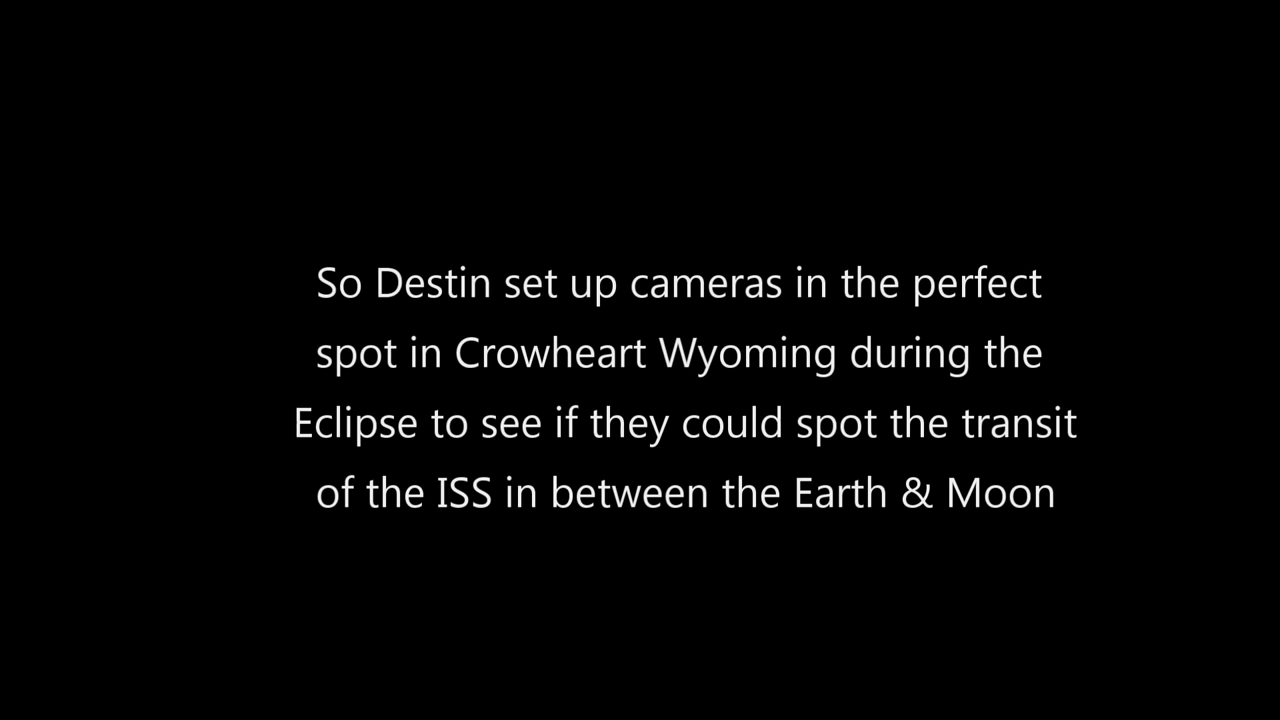 So Destin set up cameras in the perfect
spot in Crowheart Wyoming during the
Eclipse to see if they could spot the transit
of the ISS in between the Earth & Moon